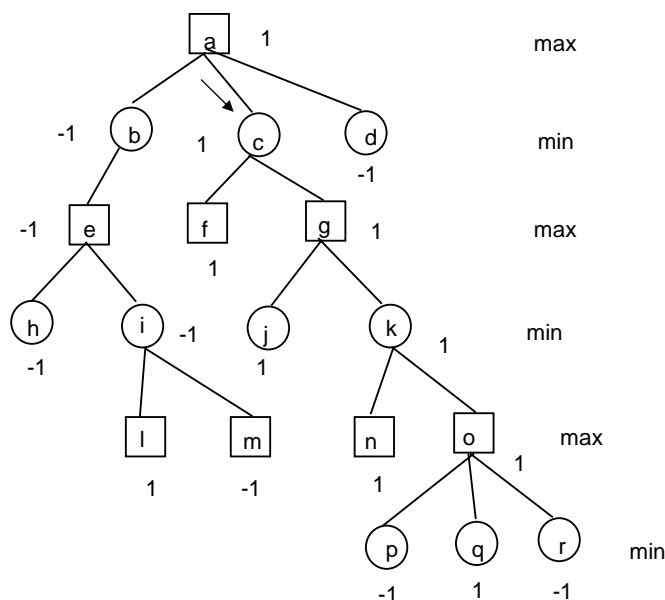 a 1 max
-1 b 1 c d min
-1
-1 e f g 1 max
1
h i -1 j k 1 min
-1 1
l m n o max
1 -1 1 1
p q r min
-1 1 -1